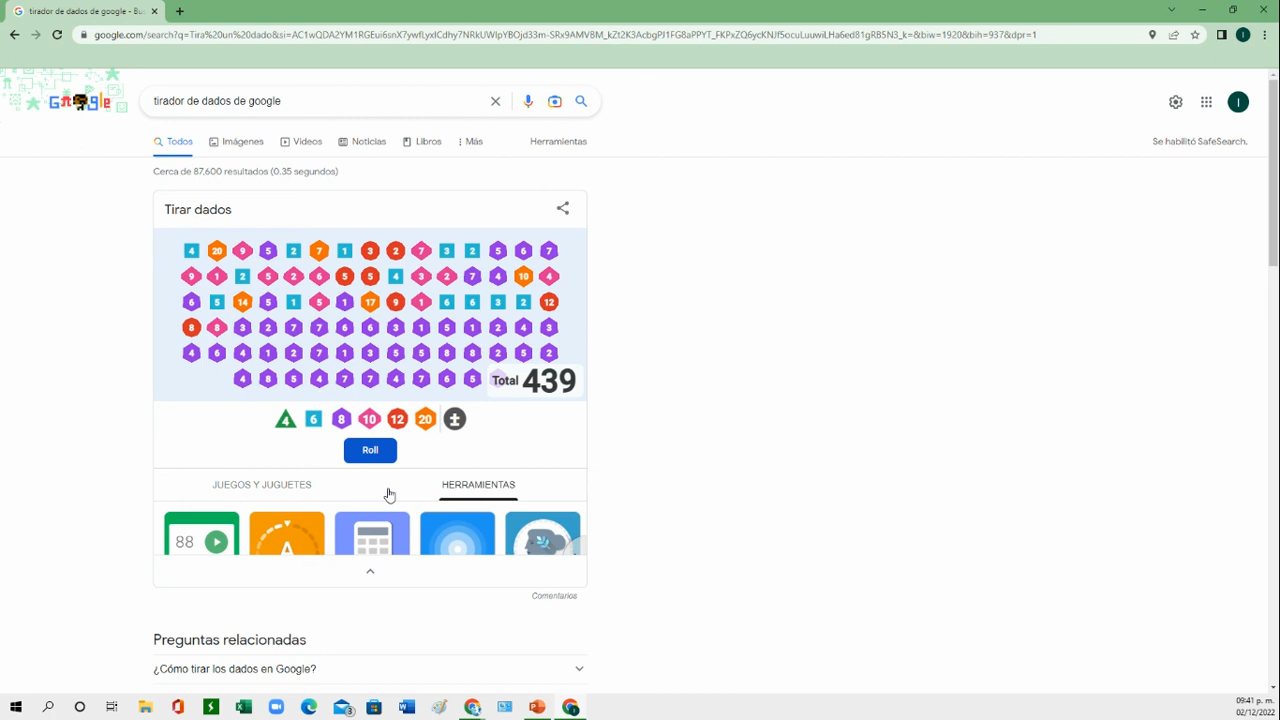 tirador de dados de google - Bus
google.com/search?q=Tira%20un%20dado&si=AC1wQDA2YM1RGEui6snX7ywfLyxlCdhy7NRkUWlpYBOjd33m-SRx9AMVBM_kZt2K3AcbgPJ1FG8aPPYT_FKPxZQ6ycKNJf5ocuLuuwiLHa6ed81gRB5N3_k=&biw=1920&bih=937&dpr=1
tirador de dados de google
Todos Imágenes Videos Noticias Libros Más Herramientas Se habilitó SafeSearch.
Cerca de 87,600 resultados (0.35 segundos)
Tirar dados
4 20 9 5 2 7 1 3 2 7 3 2 5 6 7
9 1 2 5 2 6 5 5 4 3 2 7 4 10 4
6 5 14 5 1 5 1 17 9 1 6 6 3 2 12
8 8 3 2 7 7 6 6 3 1 5 1 2 4 3
4 6 4 1 2 7 1 3 5 5 8 8 2 5 2
4 8 5 4 7 7 4 7 6 5 Total 439
4 6 8 10 12 20 ±
Roll
JUEGOS Y JUGUETES HERRAMIENTAS
88 A
Comentarios
Preguntas relacionadas
¿Cómo tirar los dados en Google?
09:41 p. m.
02/12/2022